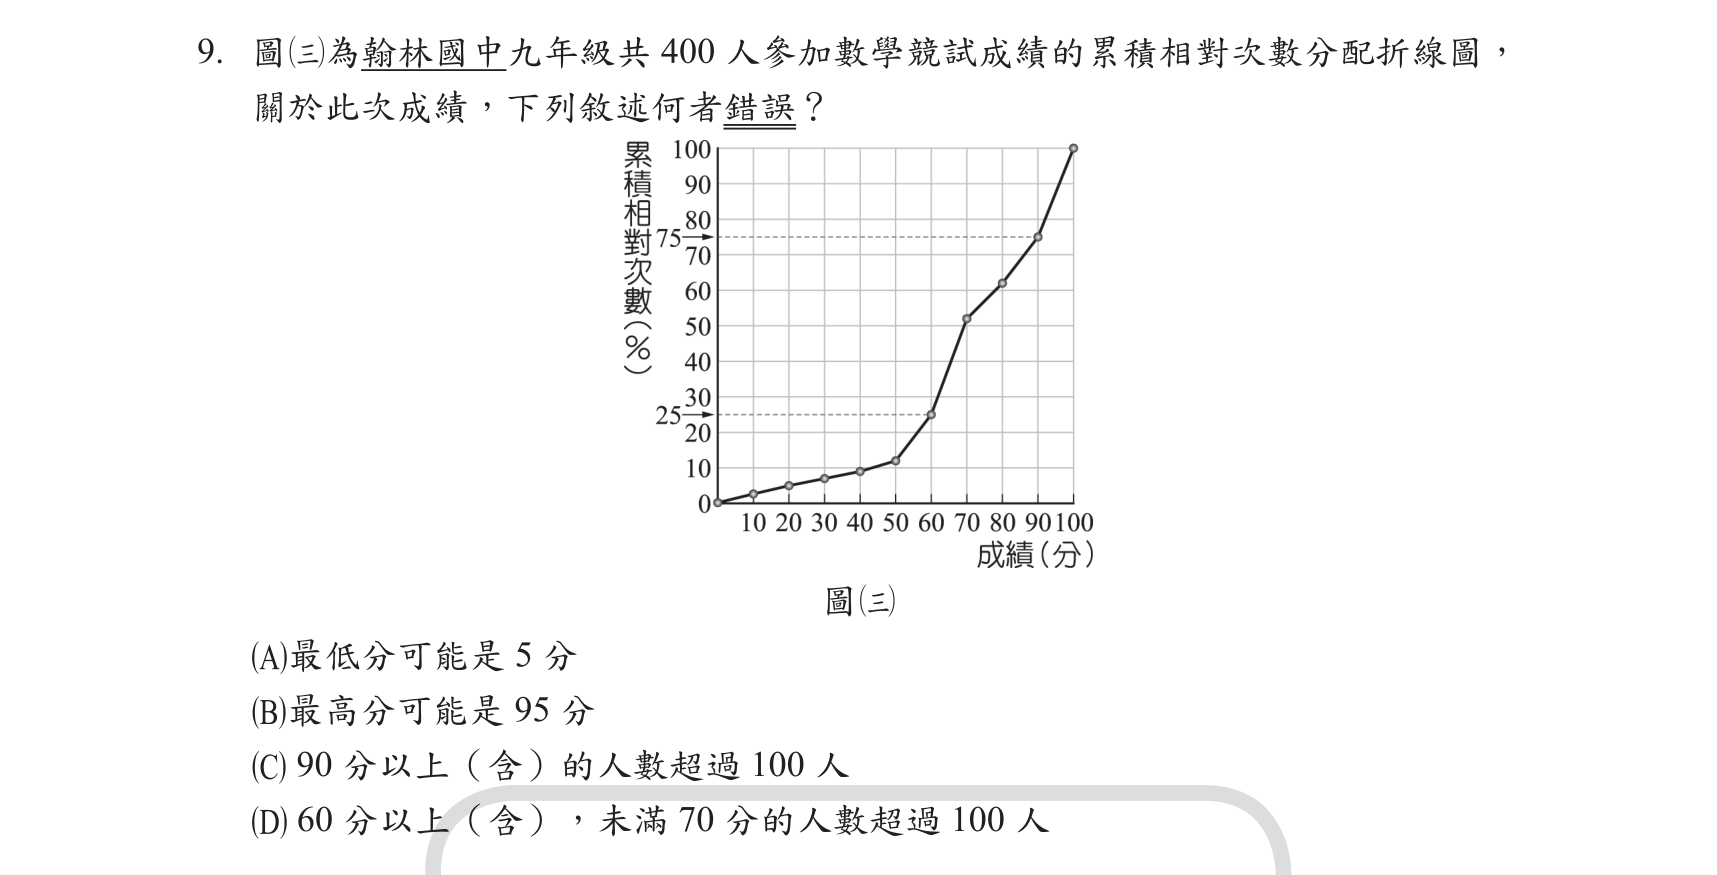 9. 圖㈢為翰林國中九年級共 400 人參加數學競試成績的累積相對次數分配折線圖，
關於此次成績，下列敘述何者錯誤？
累積相對次數(%)
100
90
80
75
70
60
50
40
30
25
20
10
0
10 20 30 40 50 60 70 80 90 100
成績(分)
圖㈢
(A)最低分可能是 5 分
(B)最高分可能是 95 分
(C) 90 分以上（含）的人數超過 100 人
(D) 60 分以上（含），未滿 70 分的人數超過 100 人